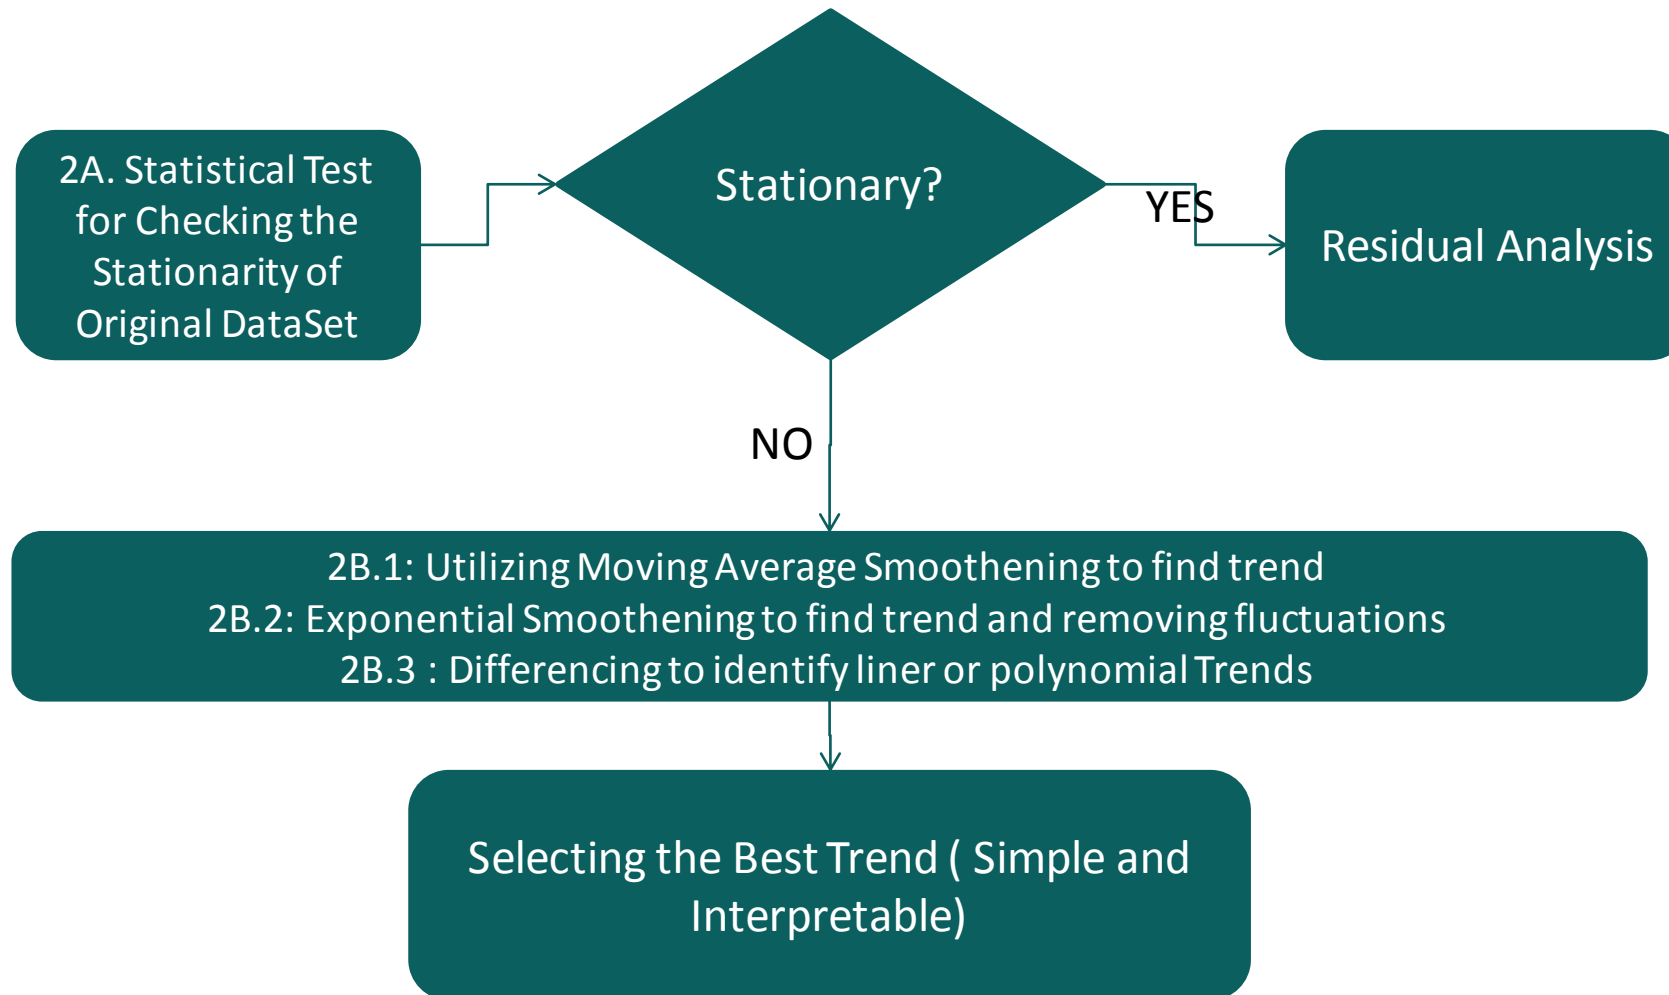 2A. Statistical Test
for Checking the
Stationarity of
Original DataSet
Stationary?
YES
Residual Analysis
NO
2B.1: Utilizing Moving Average Smoothening to find trend
2B.2: Exponential Smoothening to find trend and removing fluctuations
2B.3 : Differencing to identify liner or polynomial Trends
Selecting the Best Trend ( Simple and
Interpretable)